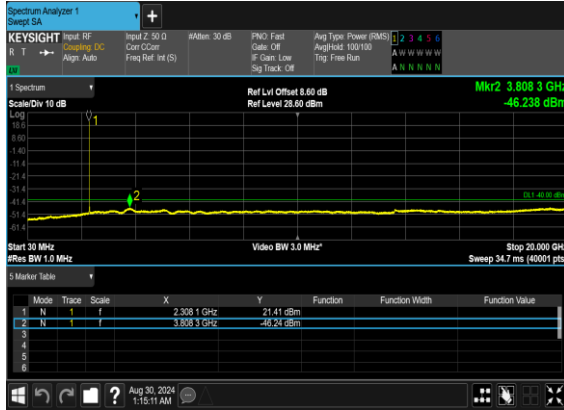 Spectrum Analyzer 1
Swept SA
+
KEYSIGHT
R T
Input: RF
Coupling: DC
Align: Auto
Input Z: 50 Ω
Corr CCorr
Freq Ref: Int (S)
#Atten: 30 dB
PNO: Fast
Gate: Off
IF Gain: Low
Sig Track: Off
Avg Type: Power (RMS)
Avg|Hold: 100/100
Trig: Free Run
1 2 3 4 5 6
A W W W W W
A N N N N N
1 Spectrum
Scale/Div 10 dB
Ref Lvl Offset 8.60 dB
Ref Level 28.60 dBm
Mkr2 3.808 3 GHz
-46.238 dBm
Log
18.6
8.60
-1.40
-11.4
-21.4
-31.4
-41.4
-51.4
-61.4
1
2
DL1 -40.00 dBm
Start 30 MHz
#Res BW 1.0 MHz
Video BW 3.0 MHz*
Stop 20.000 GHz
Sweep 34.7 ms (40001 pts)
5 Marker Table
Mode Trace Scale X Y Function Function Width Function Value
1 N 1 f 2.308 1 GHz 21.41 dBm
2 N 1 f 3.808 3 GHz -46.24 dBm
3
4
5
6
?
Aug 30, 2024
1:15:11 AM